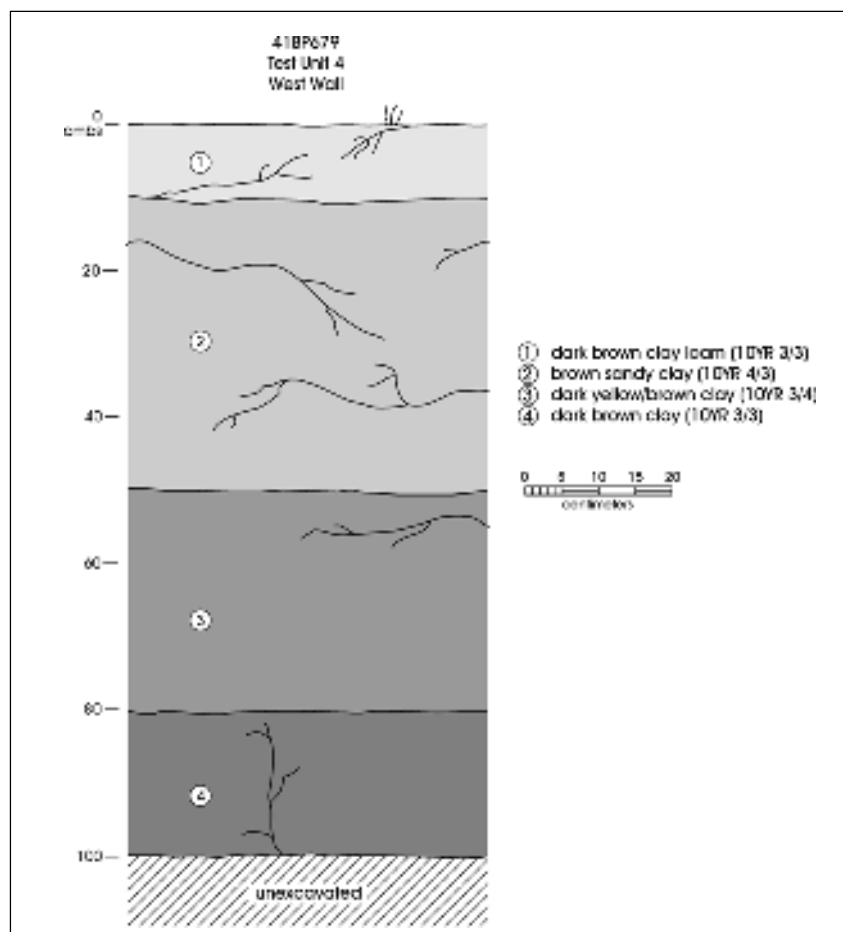 41BP679
Test Unit 4
West Wall
0
cmbs
1
20
2
40
60
3
80
4
100
unexcavated
1 dark brown clay loam (10YR 3/3)
2 brown sandy clay (10YR 4/3)
3 dark yellow/brown clay (10YR 3/4)
4 dark brown clay (10YR 3/3)
0 5 10 15 20
centimeters